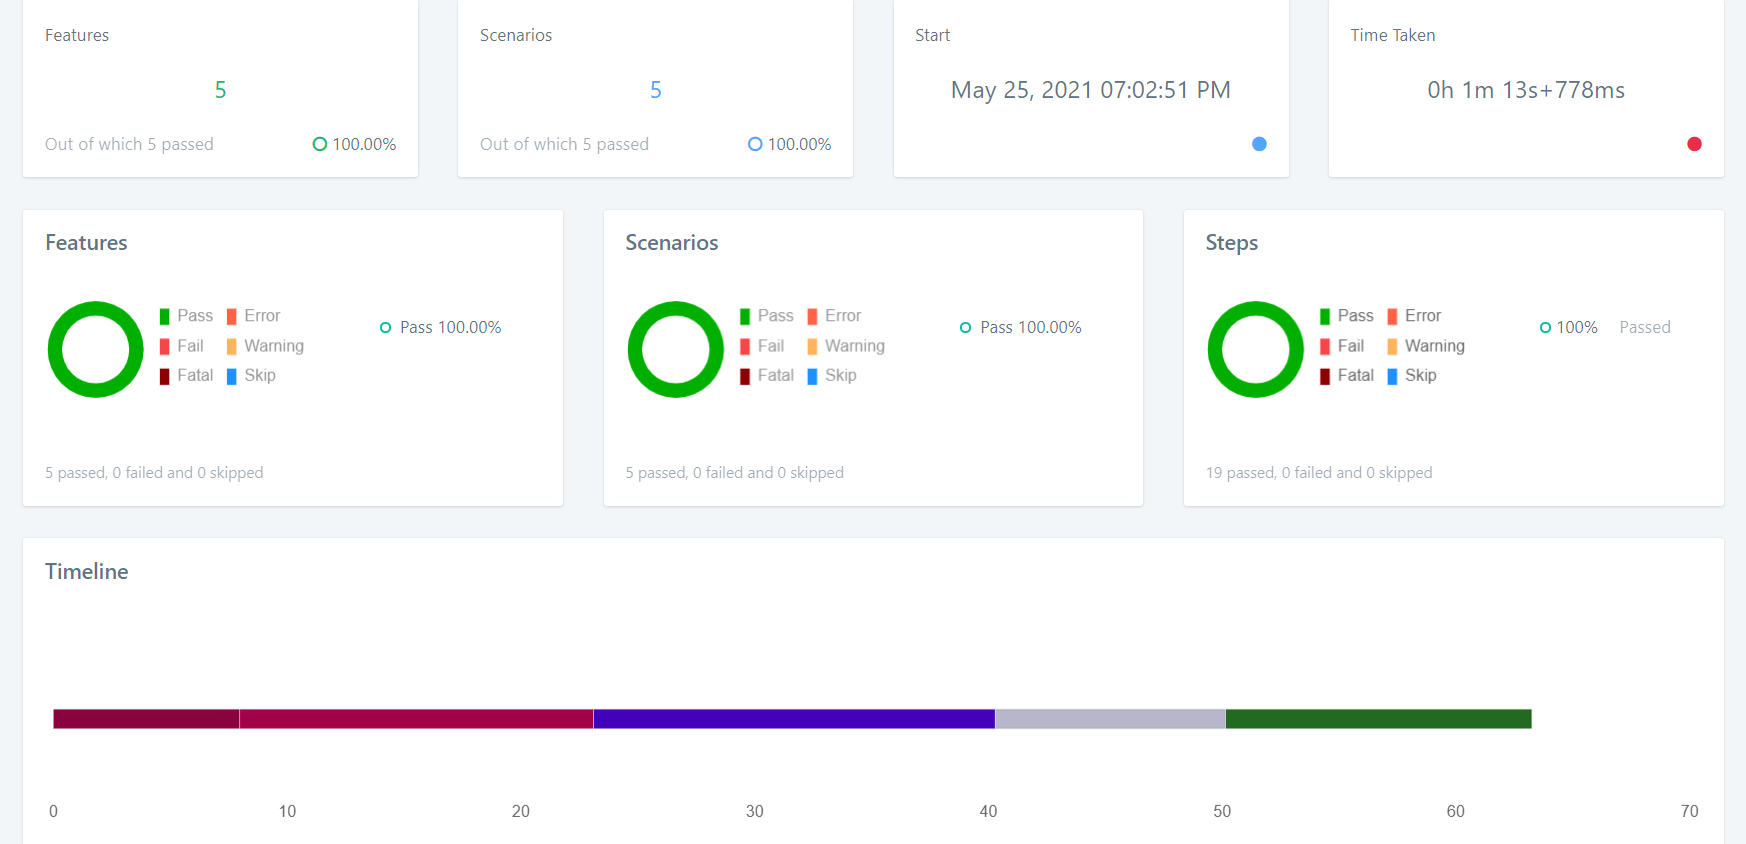 Features
5
Out of which 5 passed
100.00%
Scenarios
5
Out of which 5 passed
100.00%
Start
May 25, 2021 07:02:51 PM
Time Taken
0h 1m 13s+778ms
Features
Pass Error
Fail Warning
Fatal Skip
Pass 100.00%
5 passed, 0 failed and 0 skipped
Scenarios
Pass Error
Fail Warning
Fatal Skip
Pass 100.00%
5 passed, 0 failed and 0 skipped
Steps
Pass Error
Fail Warning
Fatal Skip
100% Passed
19 passed, 0 failed and 0 skipped
Timeline
0 10 20 30 40 50 60 70